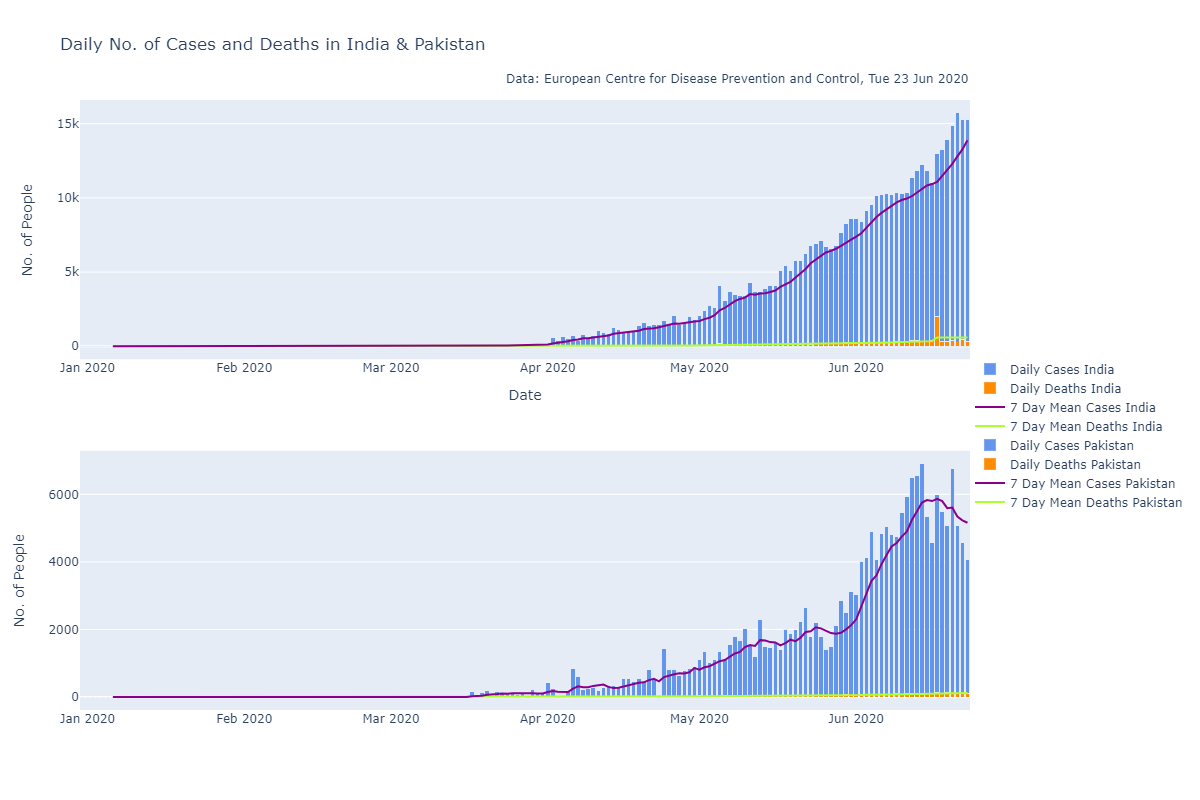 Daily No. of Cases and Deaths in India & Pakistan
Data: European Centre for Disease Prevention and Control, Tue 23 Jun 2020
No. of People
15k
10k
5k
0
Jan 2020 Feb 2020 Mar 2020 Apr 2020 May 2020 Jun 2020
Date
Daily Cases India
Daily Deaths India
7 Day Mean Cases India
7 Day Mean Deaths India
Daily Cases Pakistan
Daily Deaths Pakistan
7 Day Mean Cases Pakistan
7 Day Mean Deaths Pakistan
No. of People
6000
4000
2000
0
Jan 2020 Feb 2020 Mar 2020 Apr 2020 May 2020 Jun 2020